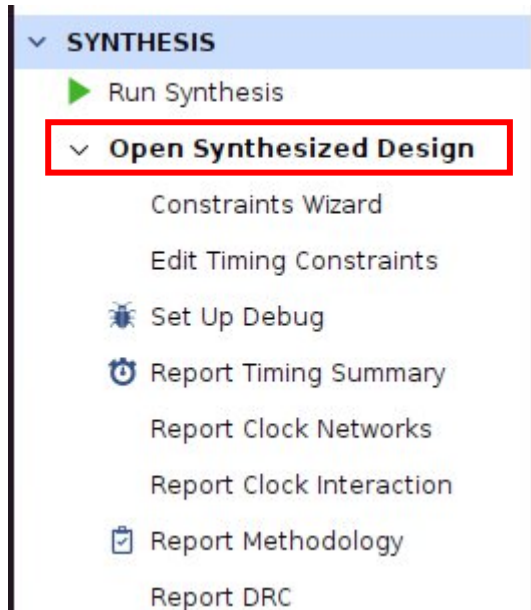 SYNTHESIS
Run Synthesis
Open Synthesized Design
Constraints Wizard
Edit Timing Constraints
Set Up Debug
Report Timing Summary
Report Clock Networks
Report Clock Interaction
Report Methodology
Report DRC